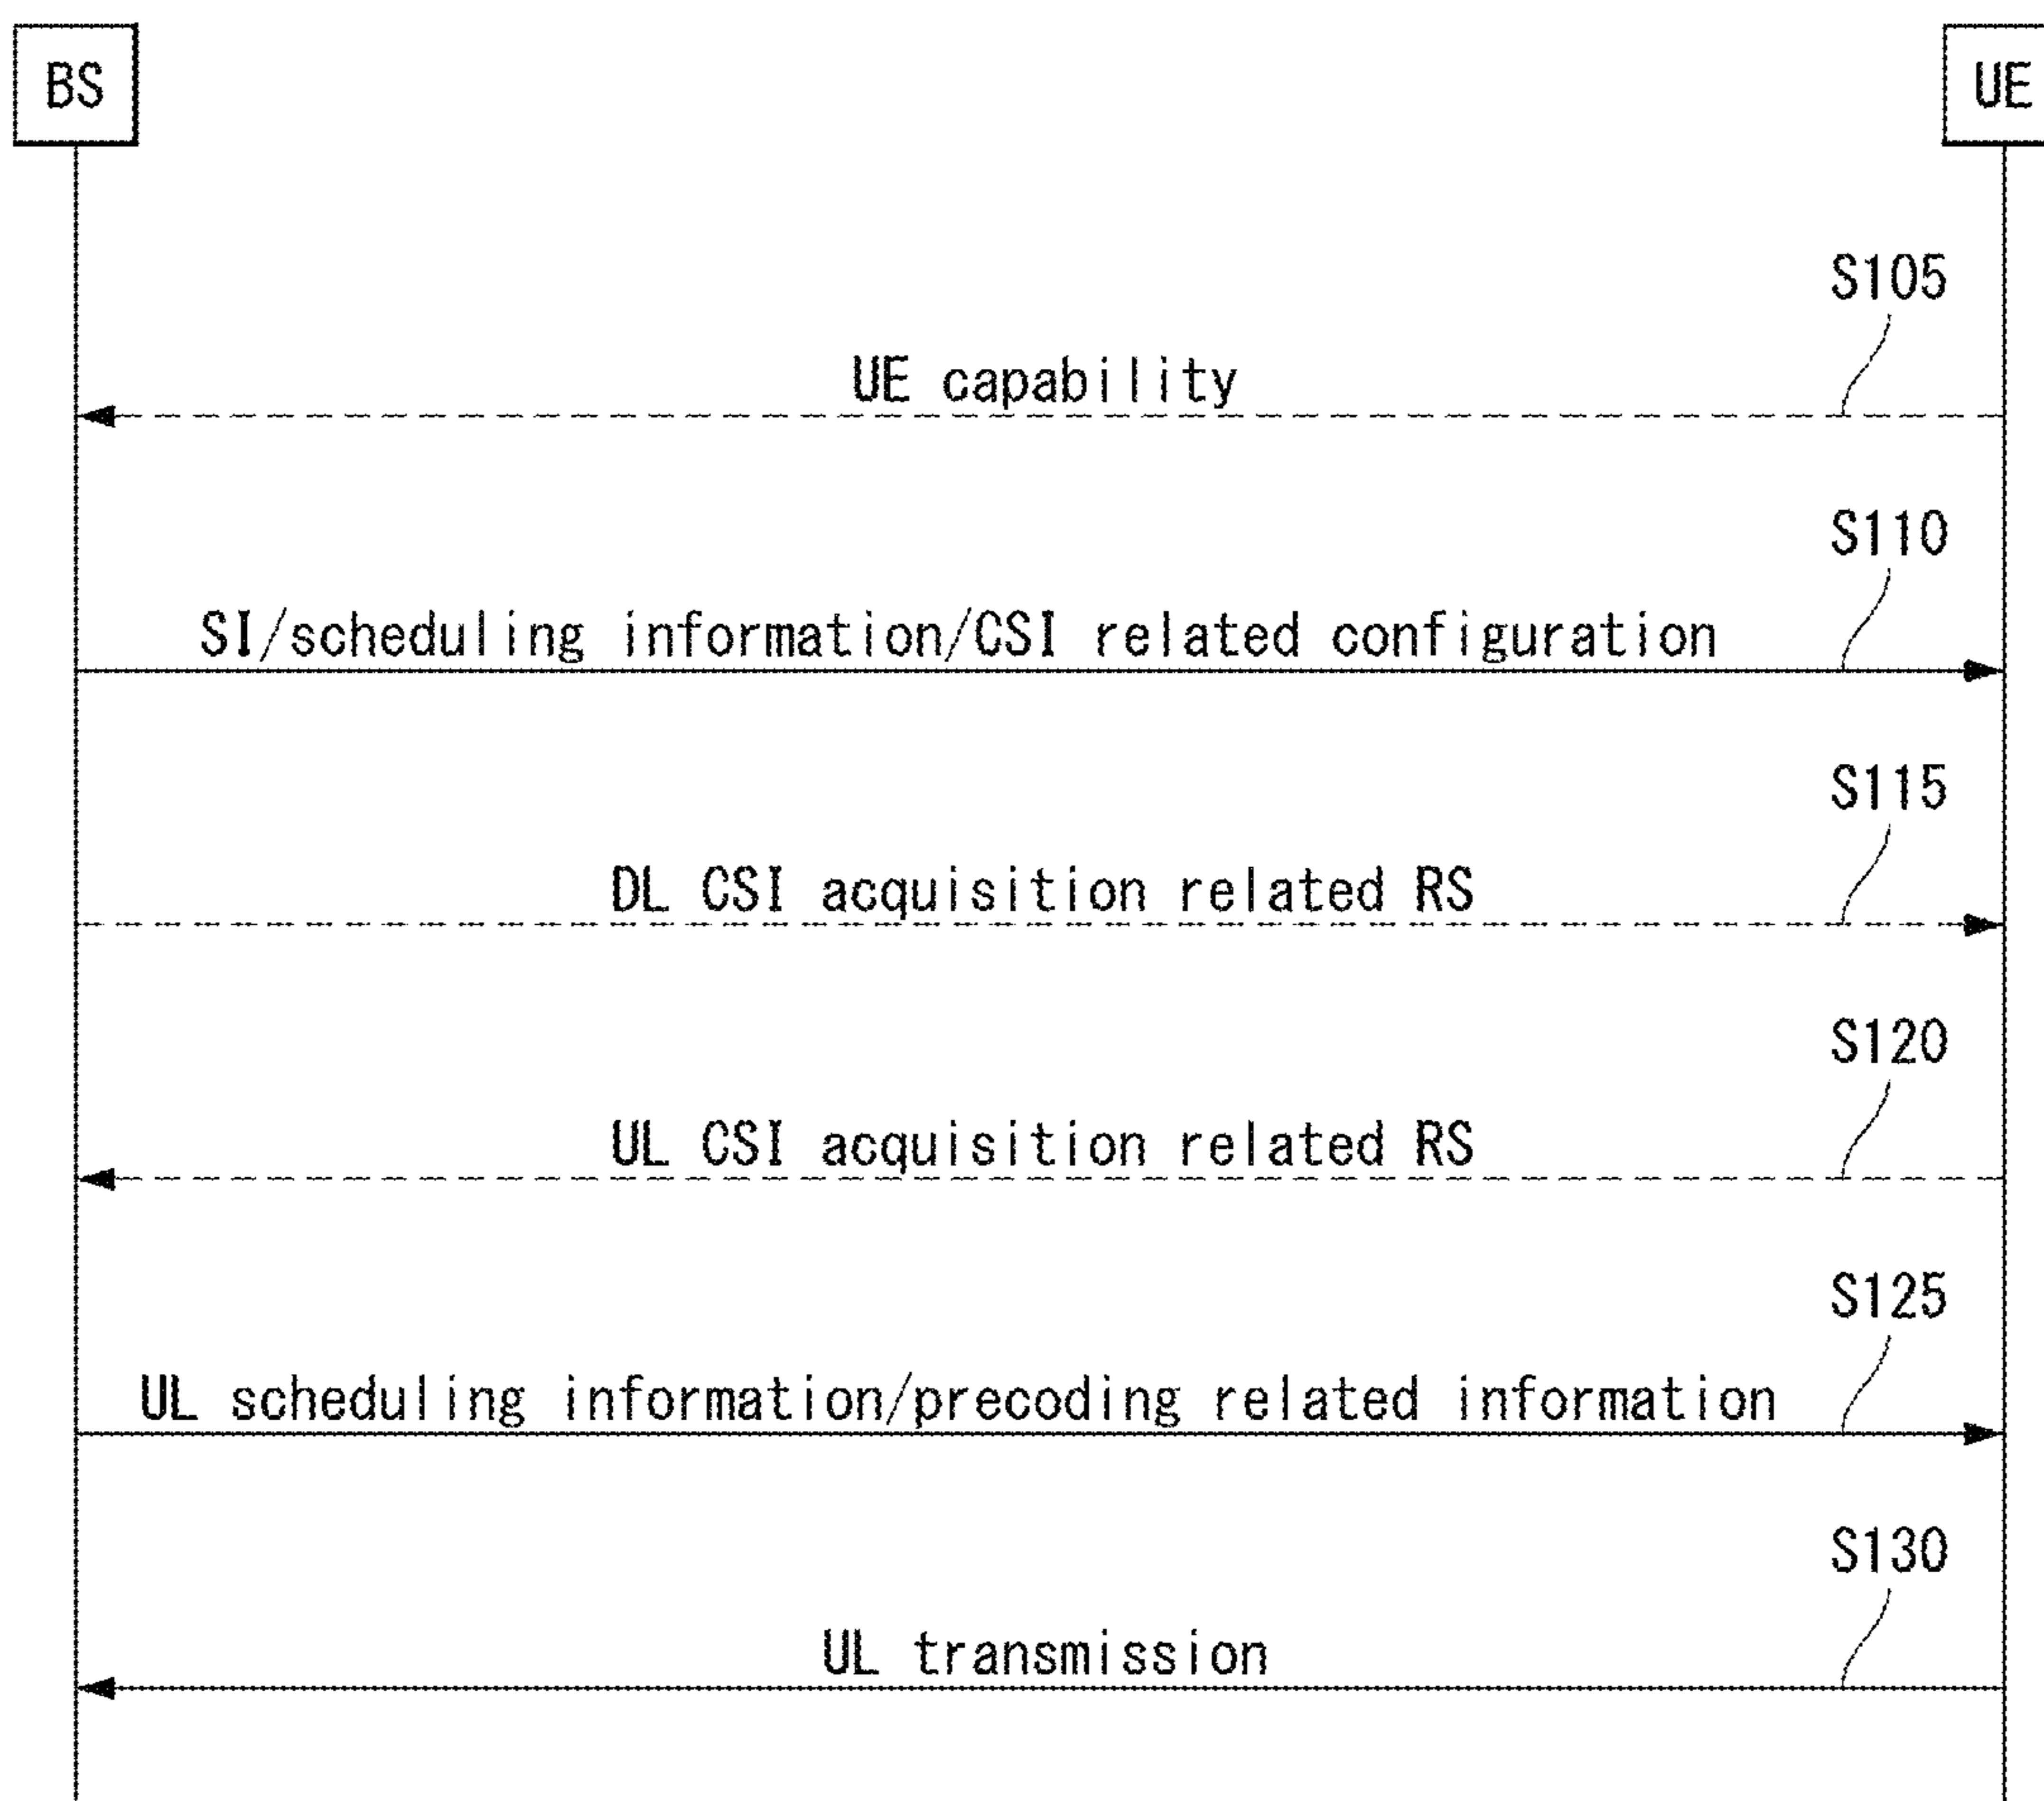 BS
UE
S105
UE capability
S110
SI/scheduling information/CSI related configuration
S115
DL CSI acquisition related RS
S120
UL CSI acquisition related RS
S125
UL scheduling information/precoding related information
S130
UL transmission